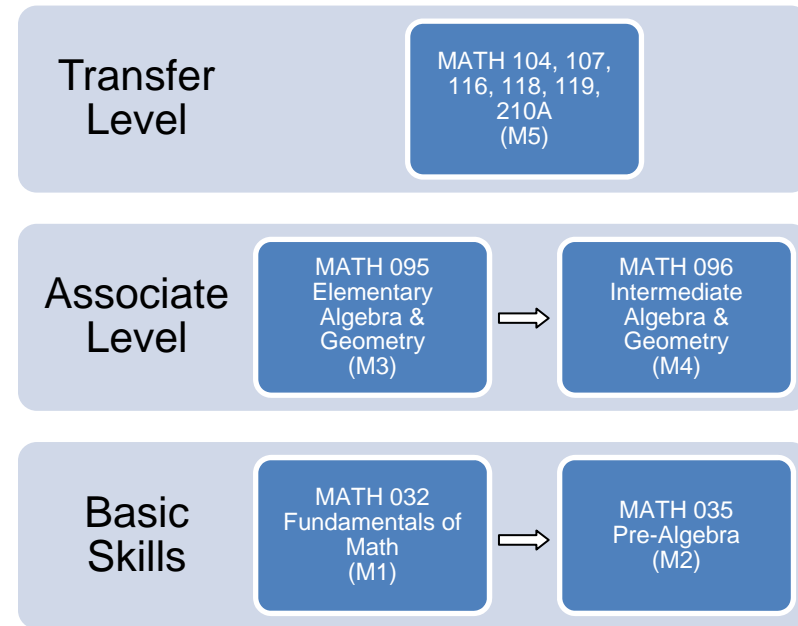 Transfer
Level
MATH 104, 107,
116, 118, 119,
210A
(M5)
Associate
Level
MATH 095
Elementary
Algebra &
Geometry
(M3)
MATH 096
Intermediate
Algebra &
Geometry
(M4)
Basic
Skills
MATH 032
Fundamentals of
Math
(M1)
MATH 035
Pre-Algebra
(M2)